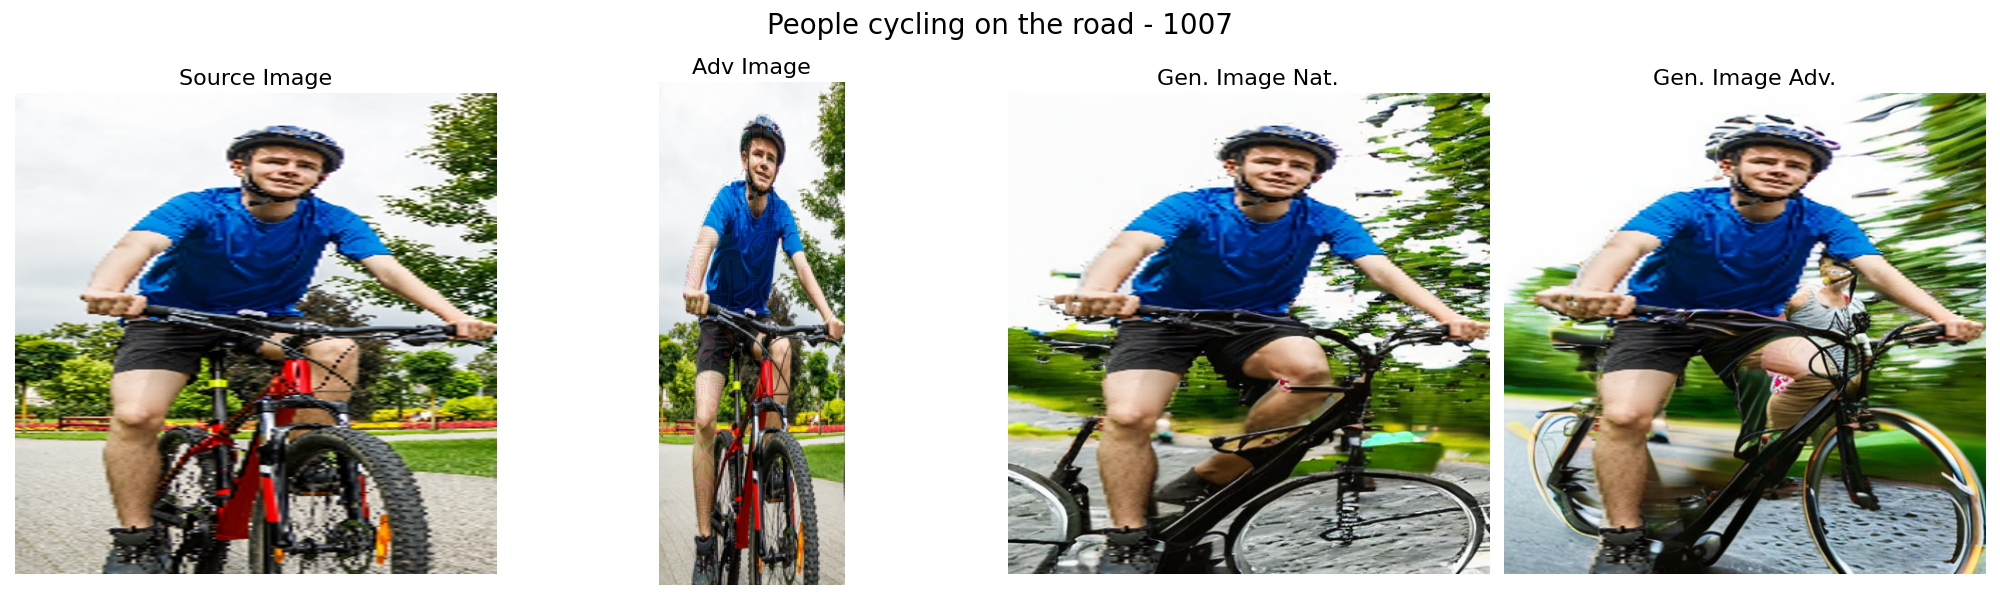 People cycling on the road - 1007
Source Image
Adv Image
Gen. Image Nat.
Gen. Image Adv.